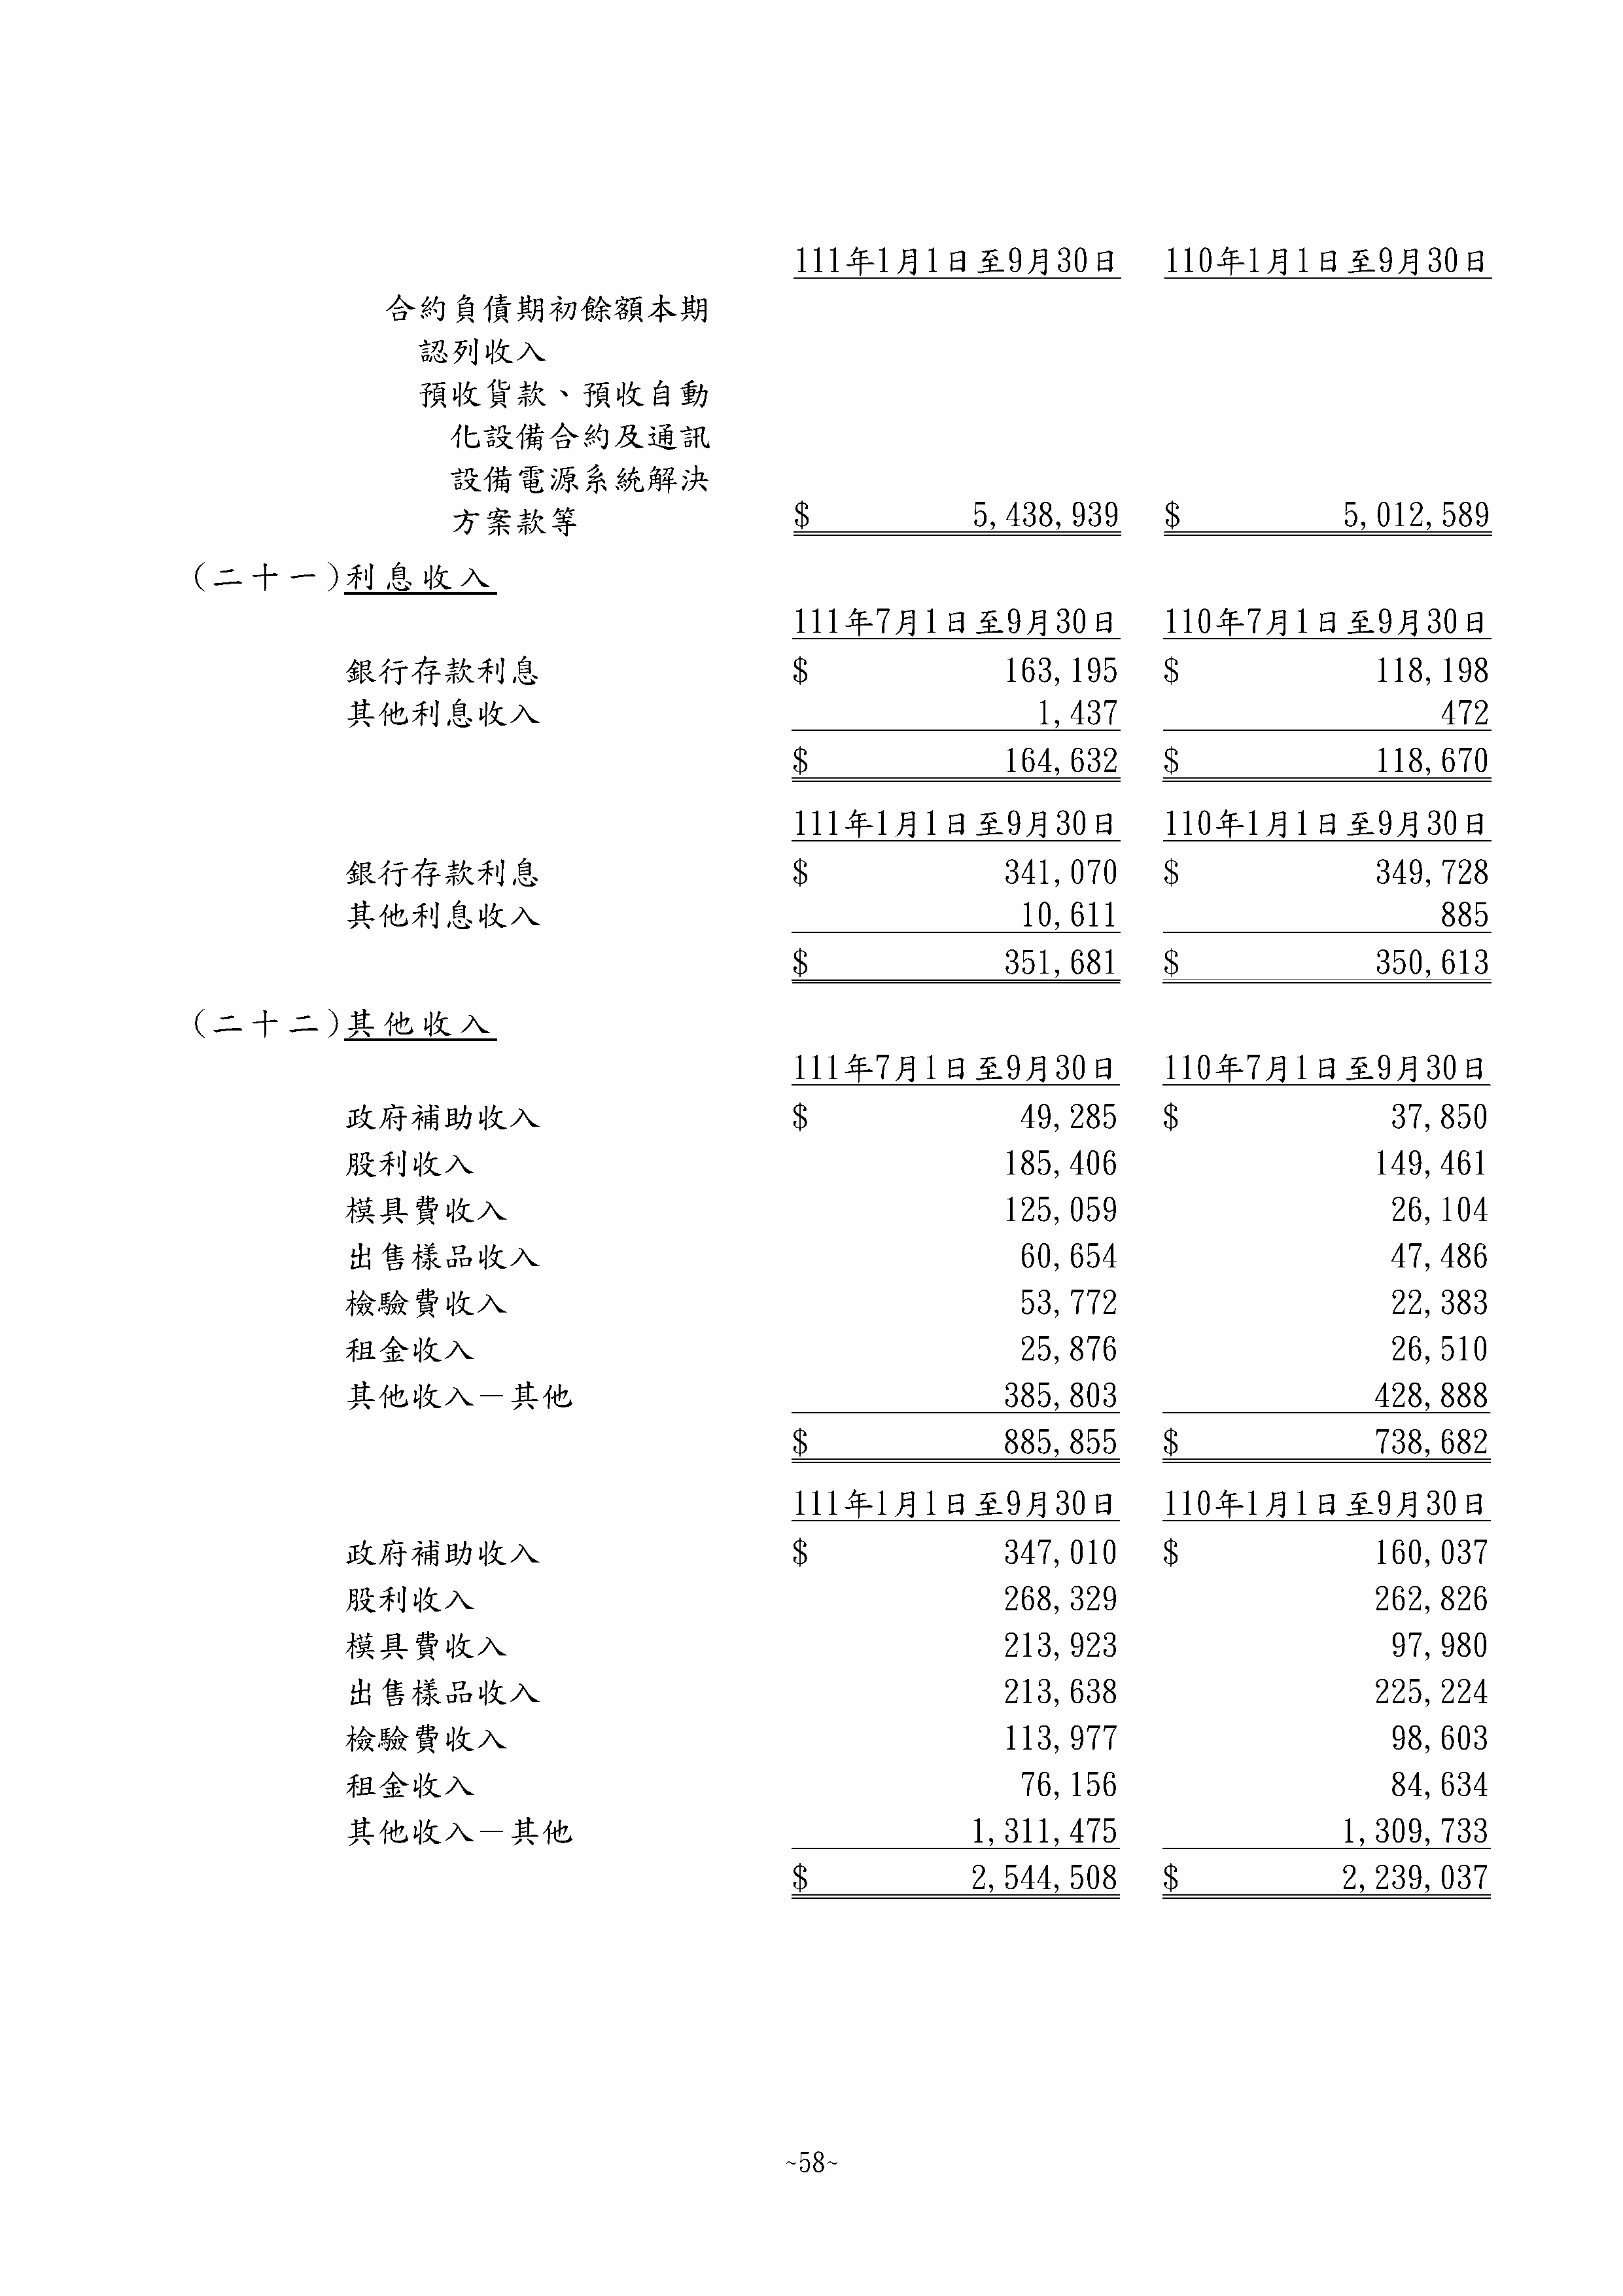 111年1月1日至9月30日 110年1月1日至9月30日
合約負債期初餘額本期
認列收入
預收貨款、預收自動
化設備合約及通訊
設備電源系統解決
方案款等 $ 5,438,939 $ 5,012,589
(二十一)利息收入
111年7月1日至9月30日 110年7月1日至9月30日
銀行存款利息 $ 163,195 $ 118,198
其他利息收入 1,437 472
$ 164,632 $ 118,670
111年1月1日至9月30日 110年1月1日至9月30日
銀行存款利息 $ 341,070 $ 349,728
其他利息收入 10,611 885
$ 351,681 $ 350,613
(二十二)其他收入
111年7月1日至9月30日 110年7月1日至9月30日
政府補助收入 $ 49,285 $ 37,850
股利收入 185,406 149,461
模具費收入 125,059 26,104
出售樣品收入 60,654 47,486
檢驗費收入 53,772 22,383
租金收入 25,876 26,510
其他收入－其他 385,803 428,888
$ 885,855 $ 738,682
111年1月1日至9月30日 110年1月1日至9月30日
政府補助收入 $ 347,010 $ 160,037
股利收入 268,329 262,826
模具費收入 213,923 97,980
出售樣品收入 213,638 225,224
檢驗費收入 113,977 98,603
租金收入 76,156 84,634
其他收入－其他 1,311,475 1,309,733
$ 2,544,508 $ 2,239,037
~58~